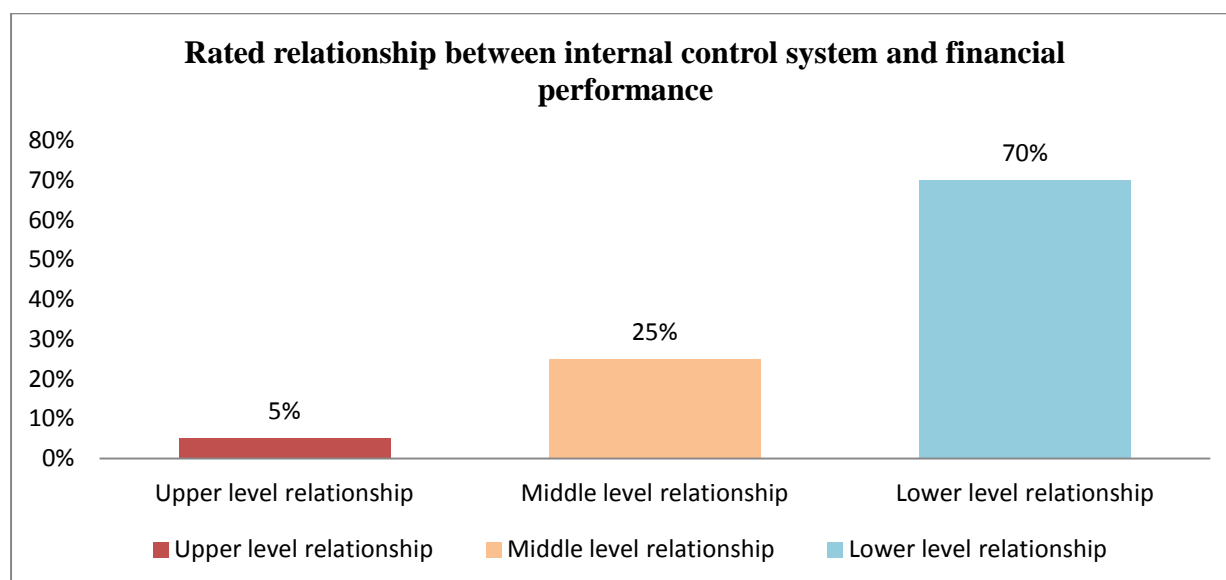 Rated relationship between internal control system and financial
performance
80%
70%
60%
50%
40%
30%
20%
10%
0%
5%
25%
70%
Upper level relationship
Middle level relationship
Lower level relationship
Upper level relationship
Middle level relationship
Lower level relationship